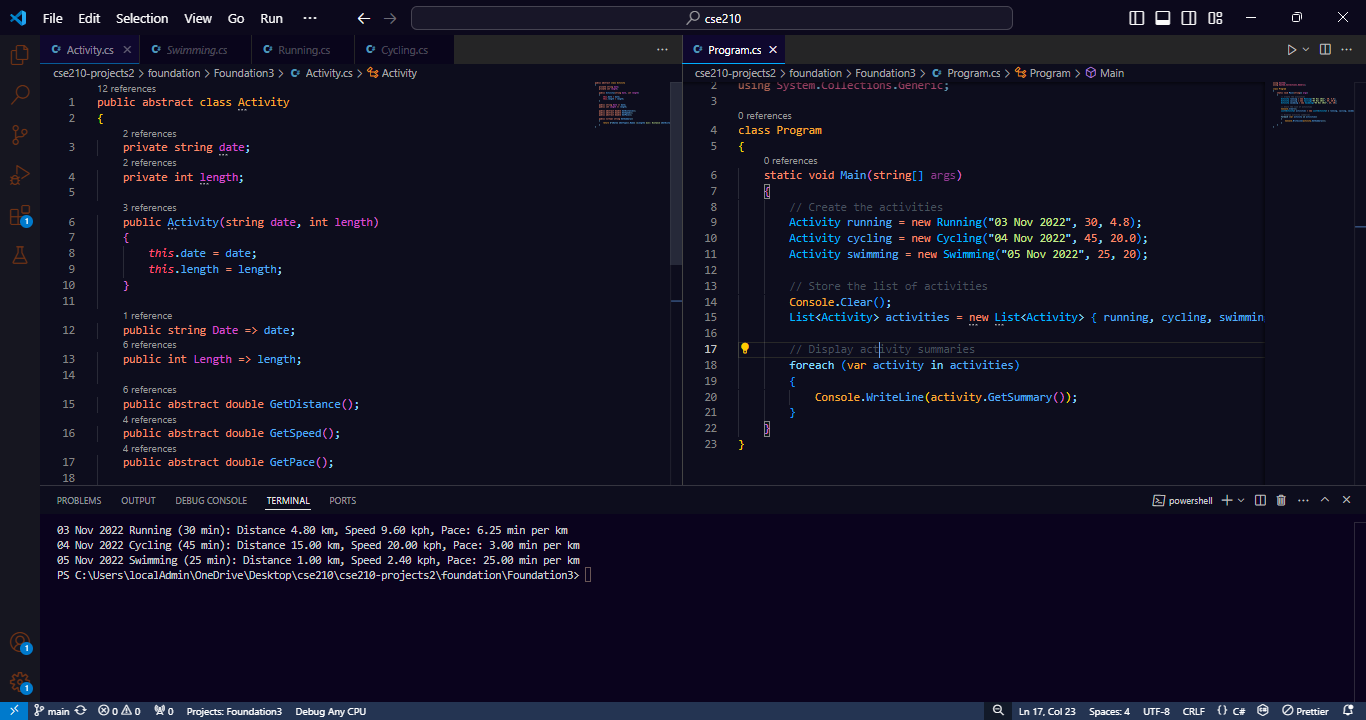 File Edit Selection View Go Run ··· cse210
Activity.cs Swimming.cs Running.cs Cycling.cs ···
cse210-projects2 > foundation > Foundation3 > Activity.cs > Activity
12 references
1 public abstract class Activity
2 {
2 references
3 private string date;
2 references
4 private int length;
5
3 references
6 public Activity(string date, int length)
7 {
8 this.date = date;
9 this.length = length;
10 }
11
1 reference
12 public string Date => date;
6 references
13 public int Length => length;
14
6 references
15 public abstract double GetDistance();
4 references
16 public abstract double GetSpeed();
4 references
17 public abstract double GetPace();
18
Program.cs ···
cse210-projects2 > foundation > Foundation3 > Program.cs > Program > Main
2 using System.Collections.Generic;
3
0 references
4 class Program
5 {
0 references
6 static void Main(string[] args)
7 {
8 // Create the activities
9 Activity running = new Running("03 Nov 2022", 30, 4.8);
10 Activity cycling = new Cycling("04 Nov 2022", 45, 20.0);
11 Activity swimming = new Swimming("05 Nov 2022", 25, 20);
12
13 // Store the list of activities
14 Console.Clear();
15 List<Activity> activities = new List<Activity> { running, cycling, swimmin
16
17 // Display activity summaries
18 foreach (var activity in activities)
19 {
20 Console.WriteLine(activity.GetSummary());
21 }
22 }
23 }
PROBLEMS OUTPUT DEBUG CONSOLE TERMINAL PORTS powershell ···
03 Nov 2022 Running (30 min): Distance 4.80 km, Speed 9.60 kph, Pace: 6.25 min per km
04 Nov 2022 Cycling (45 min): Distance 15.00 km, Speed 20.00 kph, Pace: 3.00 min per km
05 Nov 2022 Swimming (25 min): Distance 1.00 km, Speed 2.40 kph, Pace: 25.00 min per km
PS C:\Users\localAdmin\OneDrive\Desktop\cse210\cse210-projects2\foundation\Foundation3>
1
1
1
main 0 0 0 Projects: Foundation3 Debug Any CPU Ln 17, Col 23 Spaces: 4 UTF-8 CRLF {} C# Prettier